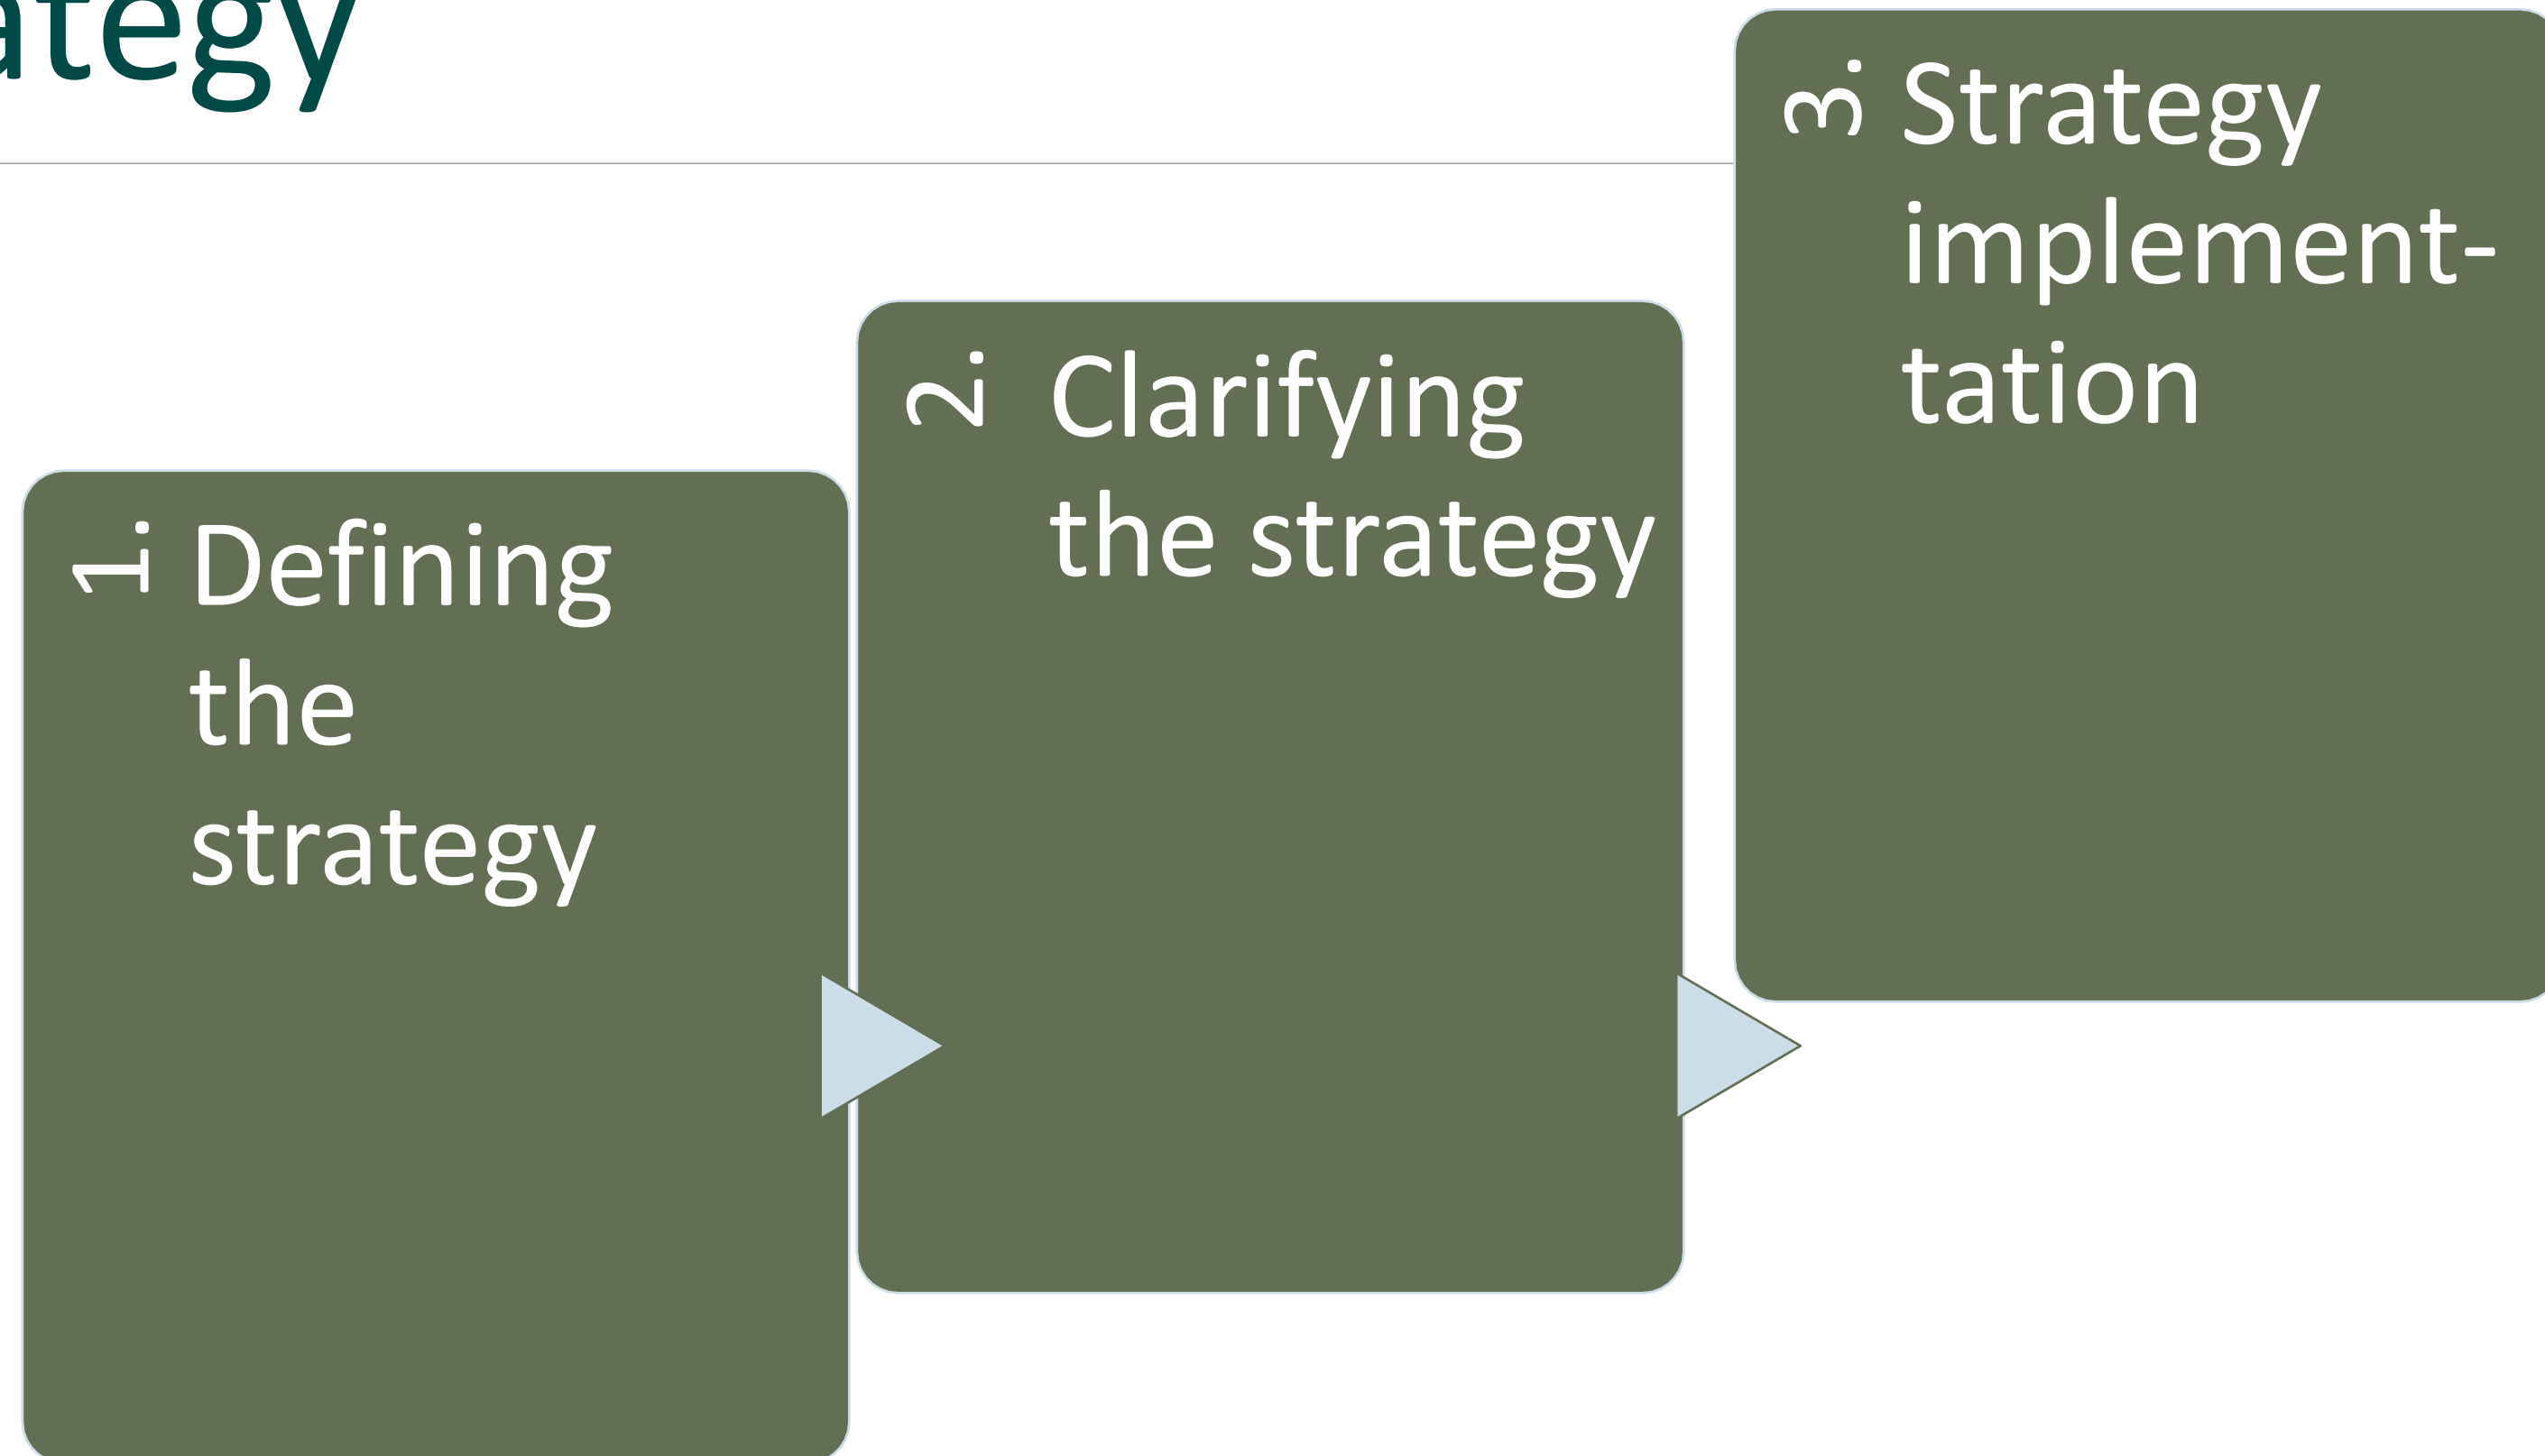 ategy
1. Defining
the
strategy
2. Clarifying
the strategy
3. Strategy
implement-
tation